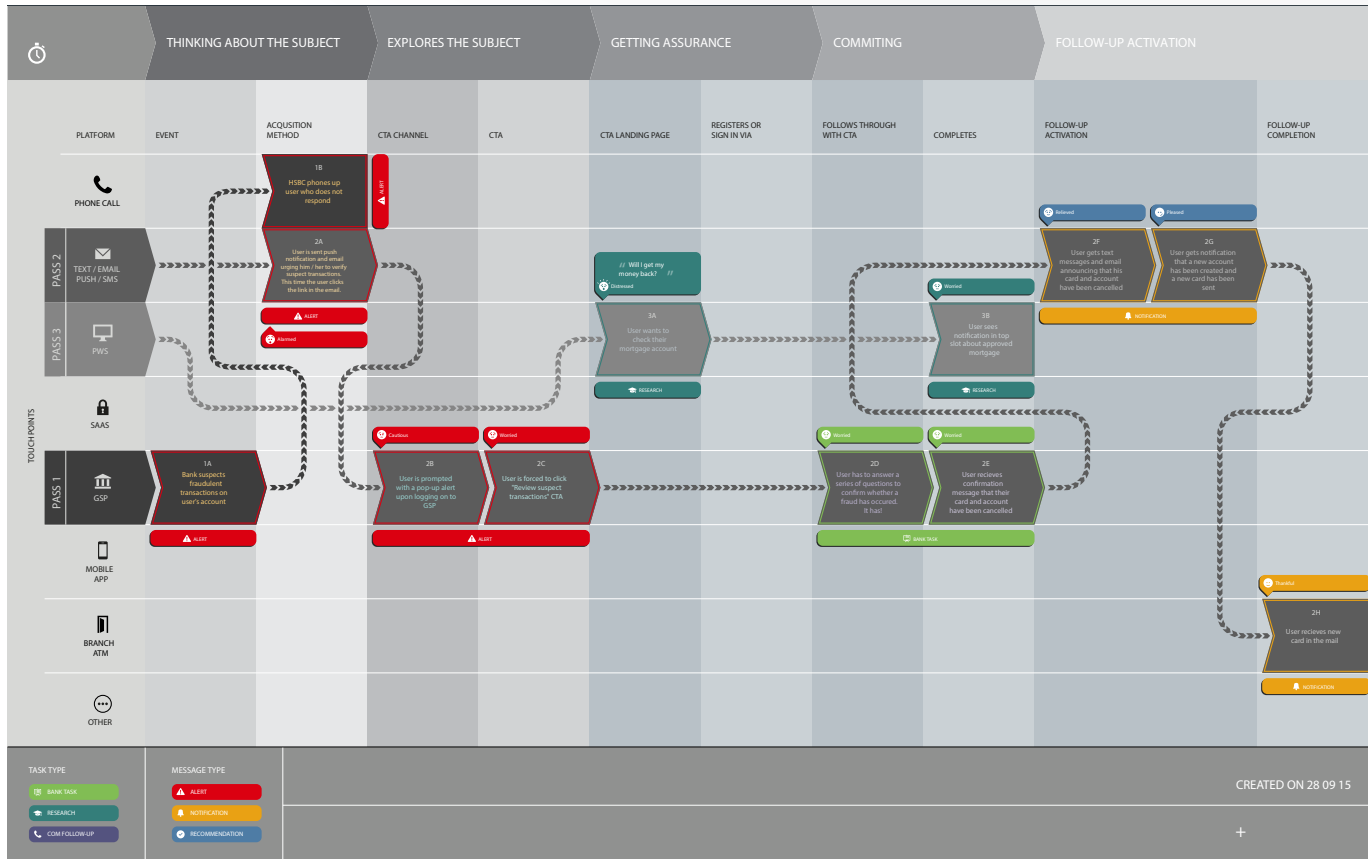 THINKING ABOUT THE SUBJECT
EXPLORES THE SUBJECT
GETTING ASSURANCE
COMMITING
FOLLOW-UP ACTIVATION
PLATFORM
EVENT
ACQUSITION
METHOD
CTA CHANNEL
CTA
CTA LANDING PAGE
REGISTERS OR
SIGN IN VIA
FOLLOWS THROUGH
WITH CTA
COMPLETES
FOLLOW-UP
ACTIVATION
FOLLOW-UP
COMPLETION
TOUCH POINTS
PHONE CALL
1B
HSBC phones up
user who does not
respond
ALERT
PASS 2
TEXT / EMAIL
PUSH / SMS
2A
User is sent push
notification and email
urging him / her to verify
suspect transactions.
This time the user clicks
the link in the email.
ALERT
Alarmed
"Will I get my
money back?"
Distressed
Worried
Relieved
2F
User gets text
messages and email
announcing that his
card and account
have been cancelled
Pleased
2G
User gets notification
that a new account
has been created and
a new card has been
sent
NOTIFICATION
PASS 3
PWS
3A
User wants to
check their
mortgage account
RESEARCH
3B
User sees
notification in top
slot about approved
mortgage
RESEARCH
SAAS
PASS 1
GSP
1A
Bank suspects
fraudulent
transactions on
user's account
ALERT
Cautious
2B
User is prompted
with a pop-up alert
upon logging on to
GSP
Worried
2C
User is forced to click
"Review suspect
transactions" CTA
ALERT
Worried
2D
User has to answer a
series of questions to
confirm whether a
fraud has occured.
It has!
Worried
2E
User recieves
confirmation
message that their
card and account
have been cancelled
BANK TASK
MOBILE
APP
BRANCH
ATM
Thankful
2H
User recieves new
card in the mail
NOTIFICATION
OTHER
TASK TYPE
BANK TASK
RESEARCH
COM FOLLOW-UP
MESSAGE TYPE
ALERT
NOTIFICATION
RECOMMENDATION
CREATED ON 28 09 15
+